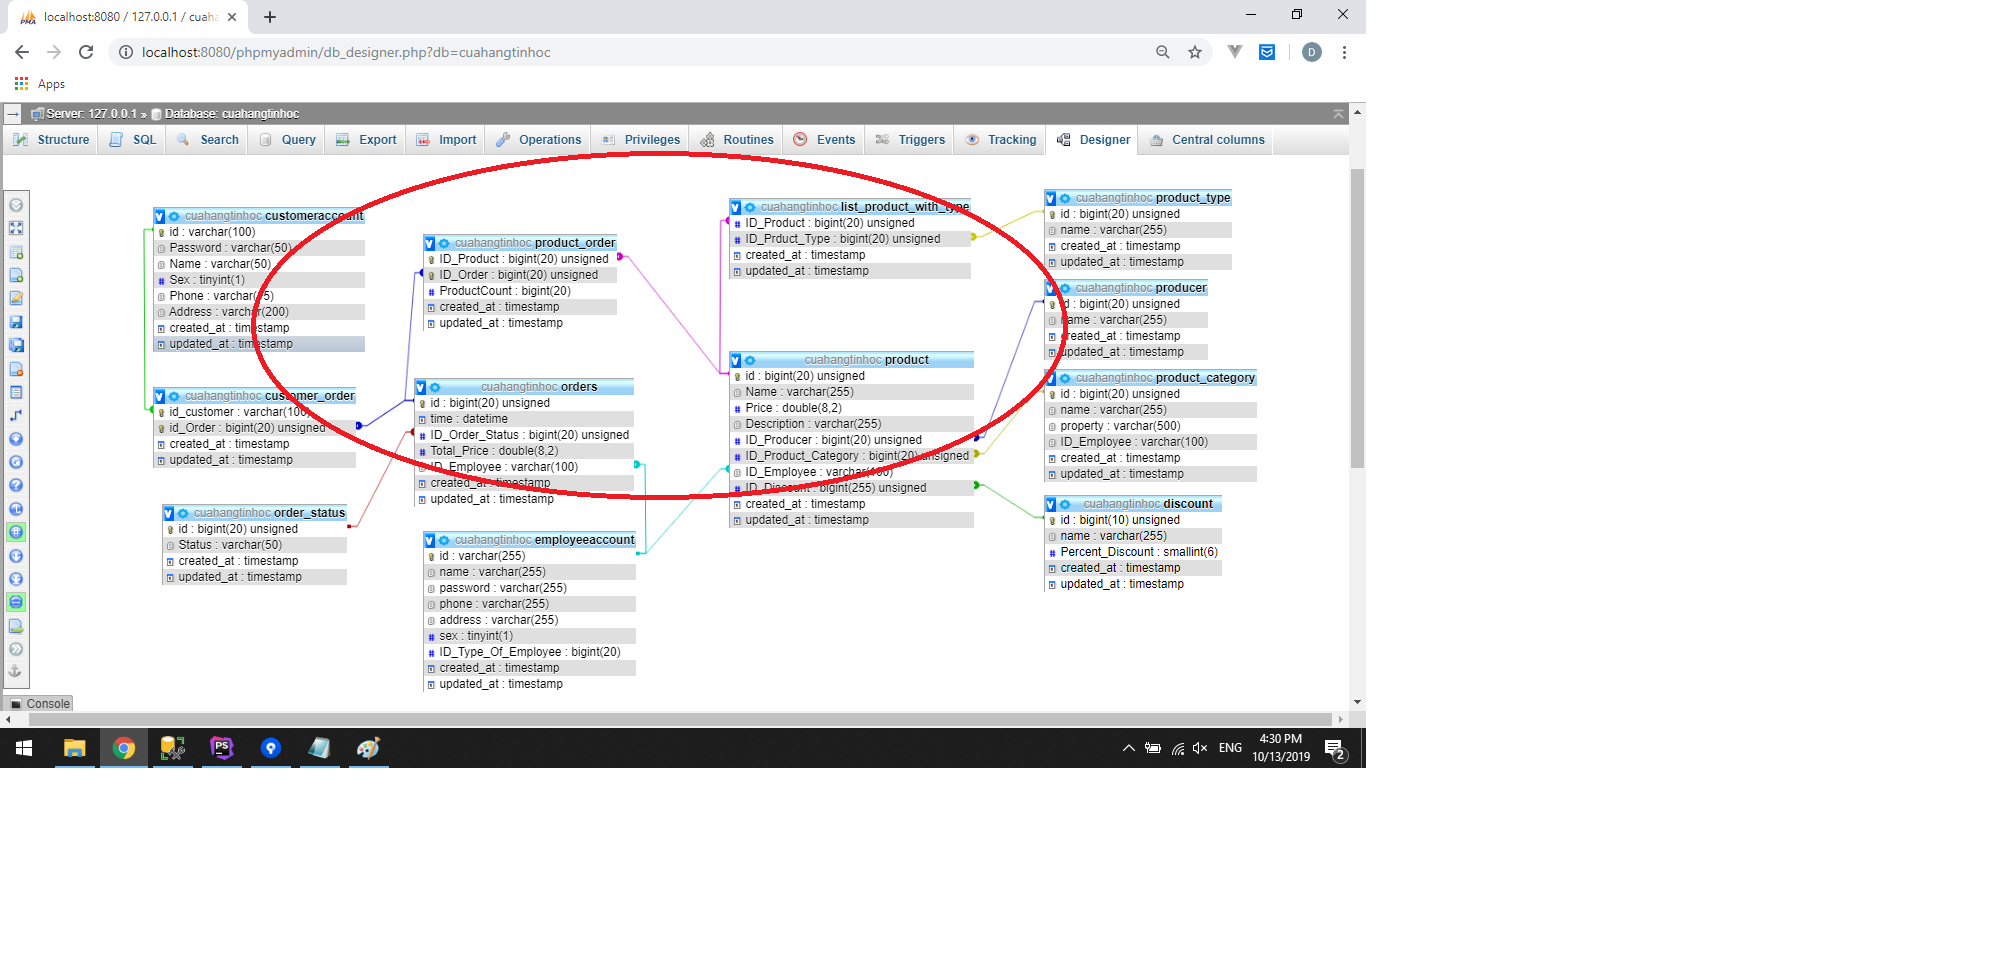 localhost:8080 / 127.0.0.1 / cuaha
localhost:8080/phpmyadmin/db_designer.php?db=cuahangtinhoc
D
Apps
Server: 127.0.0.1 » Database: cuahangtinhoc
Structure SQL Search Query Export Import Operations Privileges Routines Events Triggers Tracking Designer Central columns
cuahangtinhoc customeraccount
id : varchar(100)
Password : varchar(50)
Name : varchar(50)
Sex : tinyint(1)
Phone : varchar(15)
Address : varchar(200)
created_at : timestamp
updated_at : timestamp
cuahangtinhoc customer_order
id_customer : varchar(100)
id_Order : bigint(20) unsigned
created_at : timestamp
updated_at : timestamp
cuahangtinhoc order_status
id : bigint(20) unsigned
Status : varchar(50)
created_at : timestamp
updated_at : timestamp
cuahangtinhoc product_order
ID_Product : bigint(20) unsigned
ID_Order : bigint(20) unsigned
ProductCount : bigint(20)
created_at : timestamp
updated_at : timestamp
cuahangtinhoc orders
id : bigint(20) unsigned
time : datetime
ID_Order_Status : bigint(20) unsigned
Total_Price : double(8,2)
ID_Employee : varchar(100)
created_at : timestamp
updated_at : timestamp
cuahangtinhoc employeeaccount
id : varchar(255)
name : varchar(255)
password : varchar(255)
phone : varchar(255)
address : varchar(255)
sex : tinyint(1)
ID_Type_Of_Employee : bigint(20)
created_at : timestamp
updated_at : timestamp
cuahangtinhoc list_product_with_type
ID_Product : bigint(20) unsigned
ID_Prduct_Type : bigint(20) unsigned
created_at : timestamp
updated_at : timestamp
cuahangtinhoc product
id : bigint(20) unsigned
Name : varchar(255)
Price : double(8,2)
Description : varchar(255)
ID_Producer : bigint(20) unsigned
ID_Product_Category : bigint(20) unsigned
ID_Employee : varchar(100)
ID_Discount : bigint(255) unsigned
created_at : timestamp
updated_at : timestamp
cuahangtinhoc product_type
id : bigint(20) unsigned
name : varchar(255)
created_at : timestamp
updated_at : timestamp
cuahangtinhoc producer
id : bigint(20) unsigned
name : varchar(255)
created_at : timestamp
updated_at : timestamp
cuahangtinhoc product_category
id : bigint(20) unsigned
name : varchar(255)
property : varchar(500)
ID_Employee : varchar(100)
created_at : timestamp
updated_at : timestamp
cuahangtinhoc discount
id : bigint(10) unsigned
name : varchar(255)
Percent_Discount : smallint(6)
created_at : timestamp
updated_at : timestamp
Console
PS
ENG
4:30 PM
10/13/2019
2